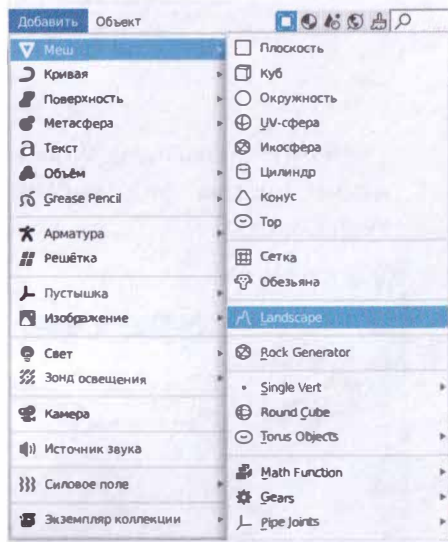 Добавить Объект
Меш
Кривая
Поверхность
Метасфера
Текст
Объём
Grease Pencil
Арматура
Решётка
Пустышка
Изображение
Свет
Зонд освещения
Камера
Источник звука
Силовое поле
Экземпляр коллекции
Плоскость
Куб
Окружность
UV-сфера
Икосфера
Цилиндр
Конус
Тор
Сетка
Обезьяна
Landscape
Rock Generator
Single Vert
Round Cube
Torus Objects
Math Function
Gears
Pipe Joints